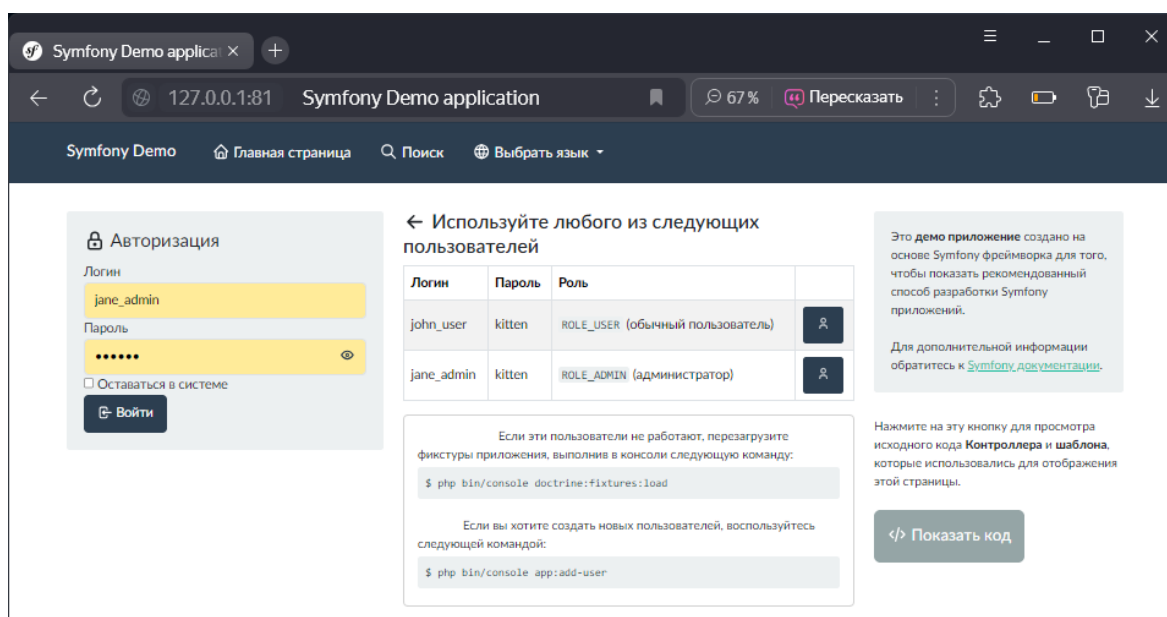 Symfony Demo applicat
127.0.0.1:81 Symfony Demo application 67 % Пересказать
Symfony Demo Главная страница Поиск Выбрать язык
Авторизация
Логин
jane_admin
Пароль
••••••
Оставаться в системе
Войти
← Используйте любого из следующих
пользователей
Логин Пароль Роль
john_user kitten ROLE_USER (обычный пользователь)
jane_admin kitten ROLE_ADMIN (администратор)
Если эти пользователи не работают, перезагрузите
фикстуры приложения, выполнив в консоли следующую команду:
$ php bin/console doctrine:fixtures:load
Если вы хотите создать новых пользователей, воспользуйтесь
следующей командой:
$ php bin/console app:add-user
Это демо приложение создано на
основе Symfony фреймворка для того,
чтобы показать рекомендованный
способ разработки Symfony
приложений.
Для дополнительной информации
обратитесь к Symfony документации.
Нажмите на эту кнопку для просмотра
исходного кода Контроллера и шаблона,
которые использовались для отображения
этой страницы.
</> Показать код